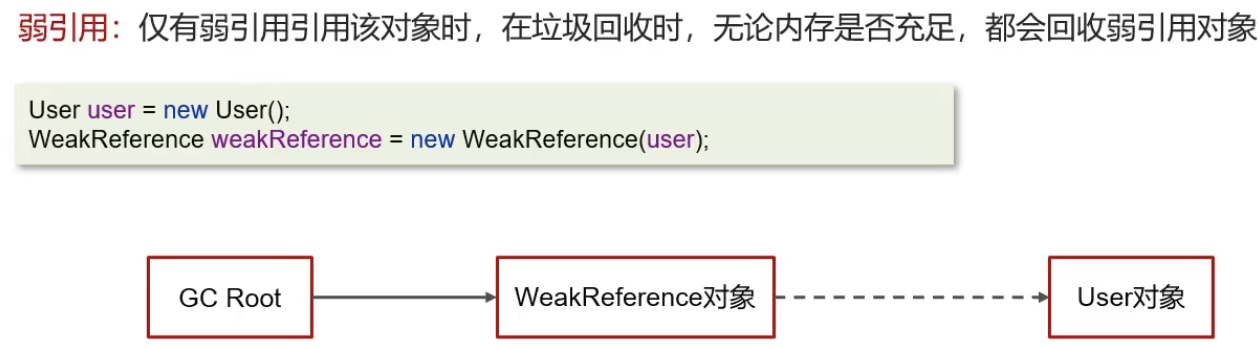 弱引用：仅有弱引用引用该对象时，在垃圾回收时，无论内存是否充足，都会回收弱引用对象
User user = new User();
WeakReference weakReference = new WeakReference(user);
GC Root
WeakReference对象
User对象